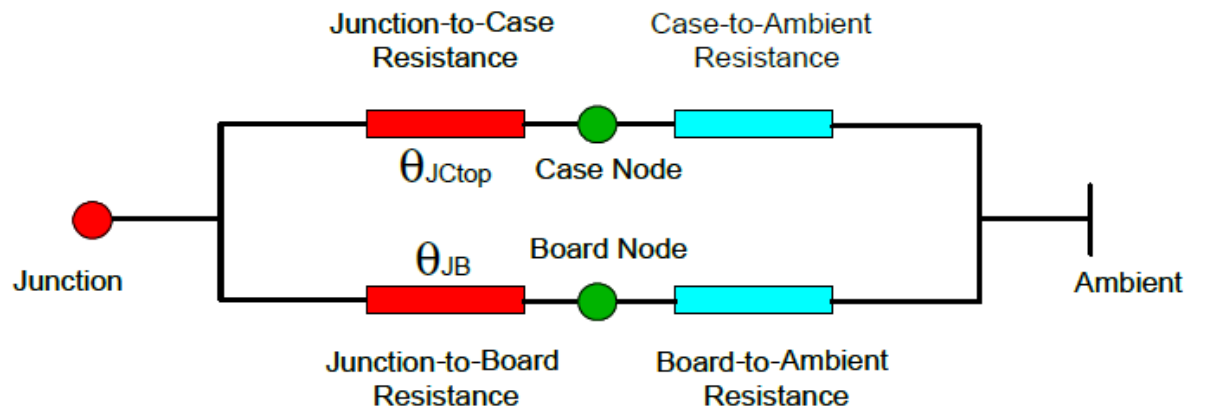 Junction-to-Case
Resistance
Case-to-Ambient
Resistance
θJCtop
Case Node
θJB
Board Node
Junction
Ambient
Junction-to-Board
Resistance
Board-to-Ambient
Resistance